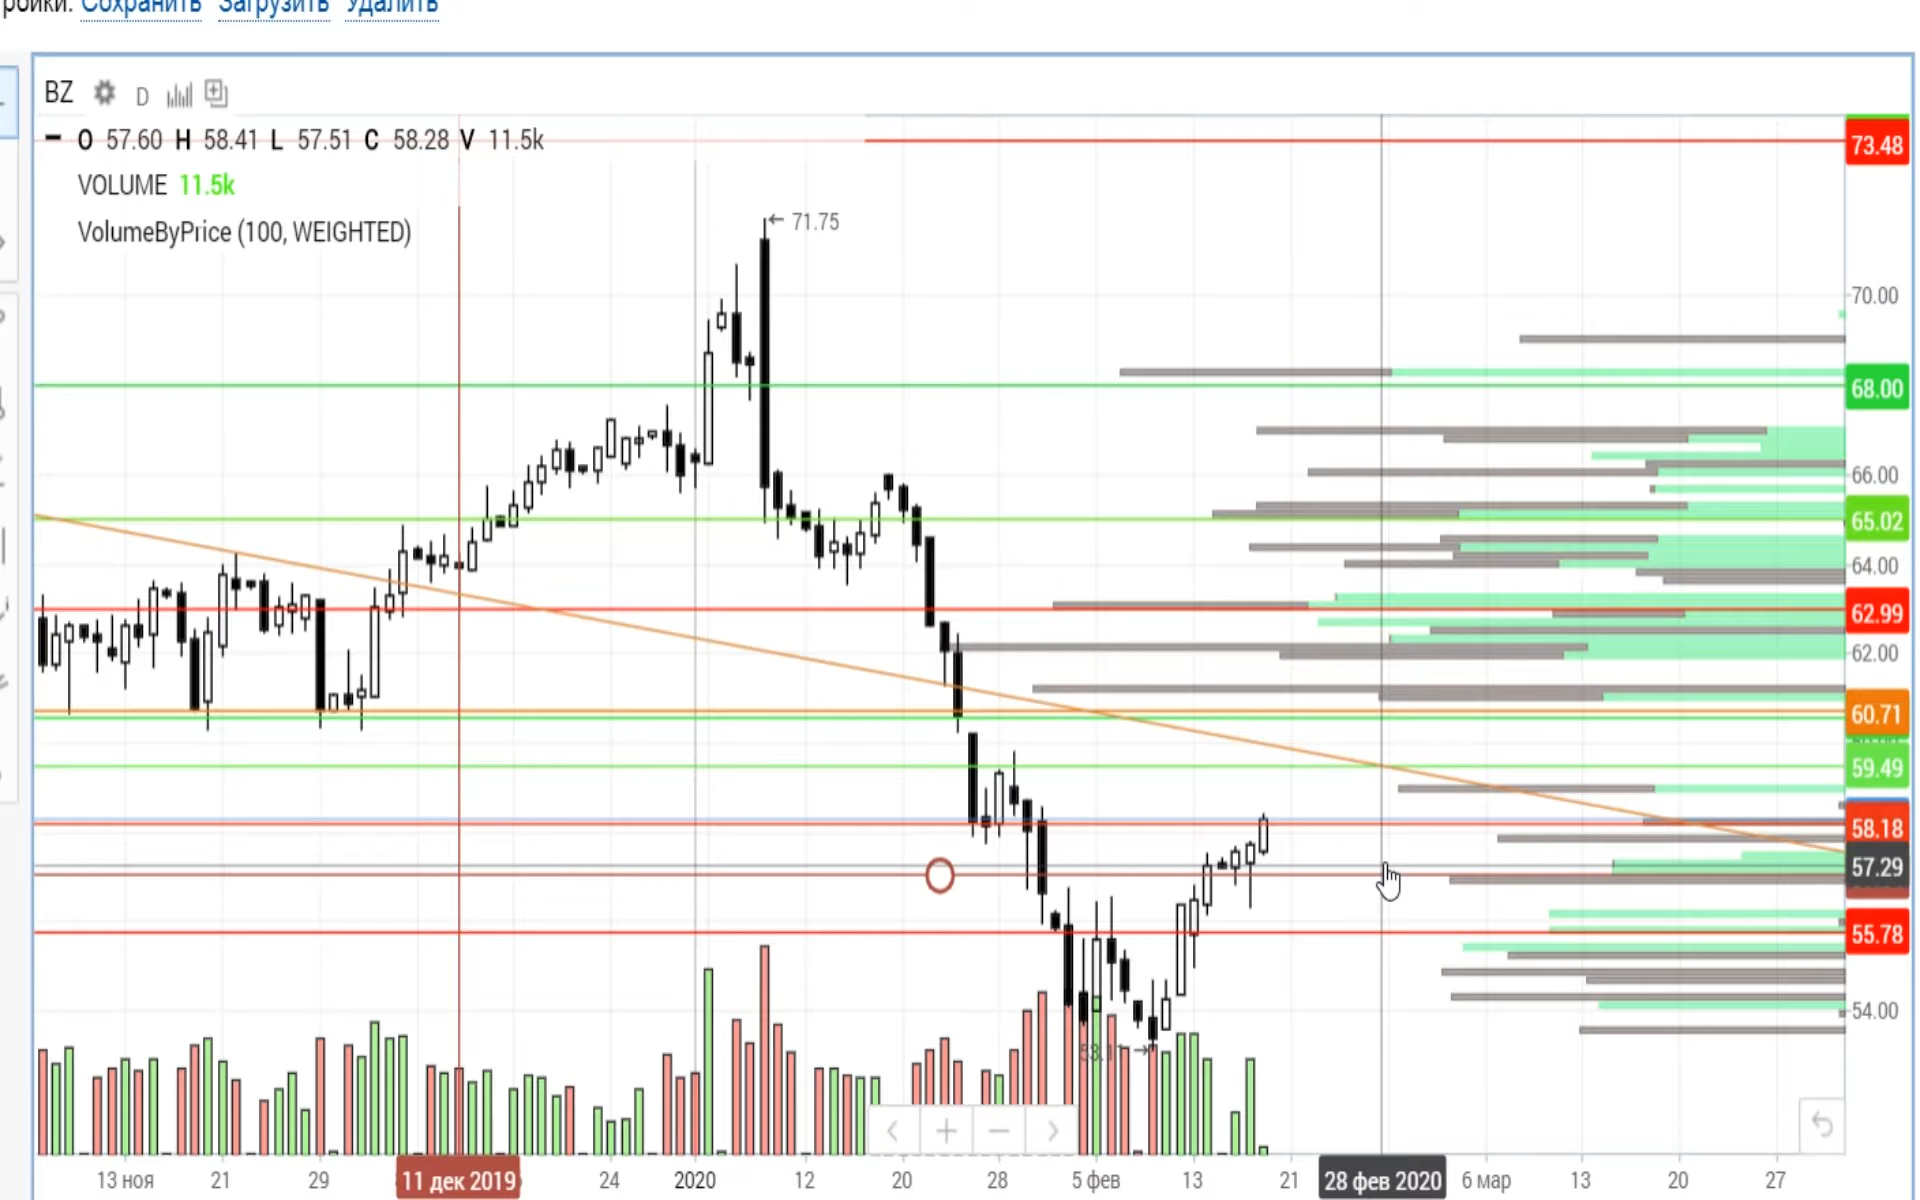 Сохранить Загрузить Удалить
BZ D
O 57.60 H 58.41 L 57.51 C 58.28 V 11.5k
VOLUME 11.5k
VolumeByPrice (100, WEIGHTED)
73.48
← 71.75
70.00
68.00
66.00
65.02
64.00
62.99
62.00
60.71
59.49
58.18
57.29
55.78
54.00
13 ноя 21 29 11 дек 2019 24 2020 12 20 28 5 фев 13 21 28 фев 2020 6 мар 13 20 27